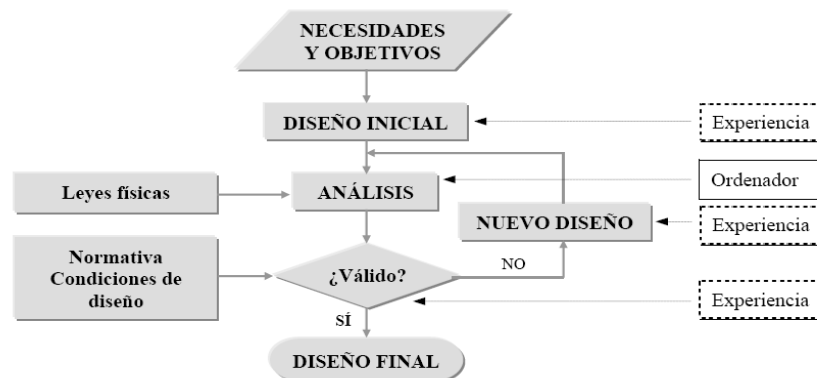 NECESIDADES
Y OBJETIVOS
DISEÑO INICIAL
Experiencia
Leyes físicas
ANÁLISIS
Ordenador
NUEVO DISEÑO
Experiencia
Normativa
Condiciones de
diseño
¿Válido?
NO
Experiencia
SÍ
DISEÑO FINAL